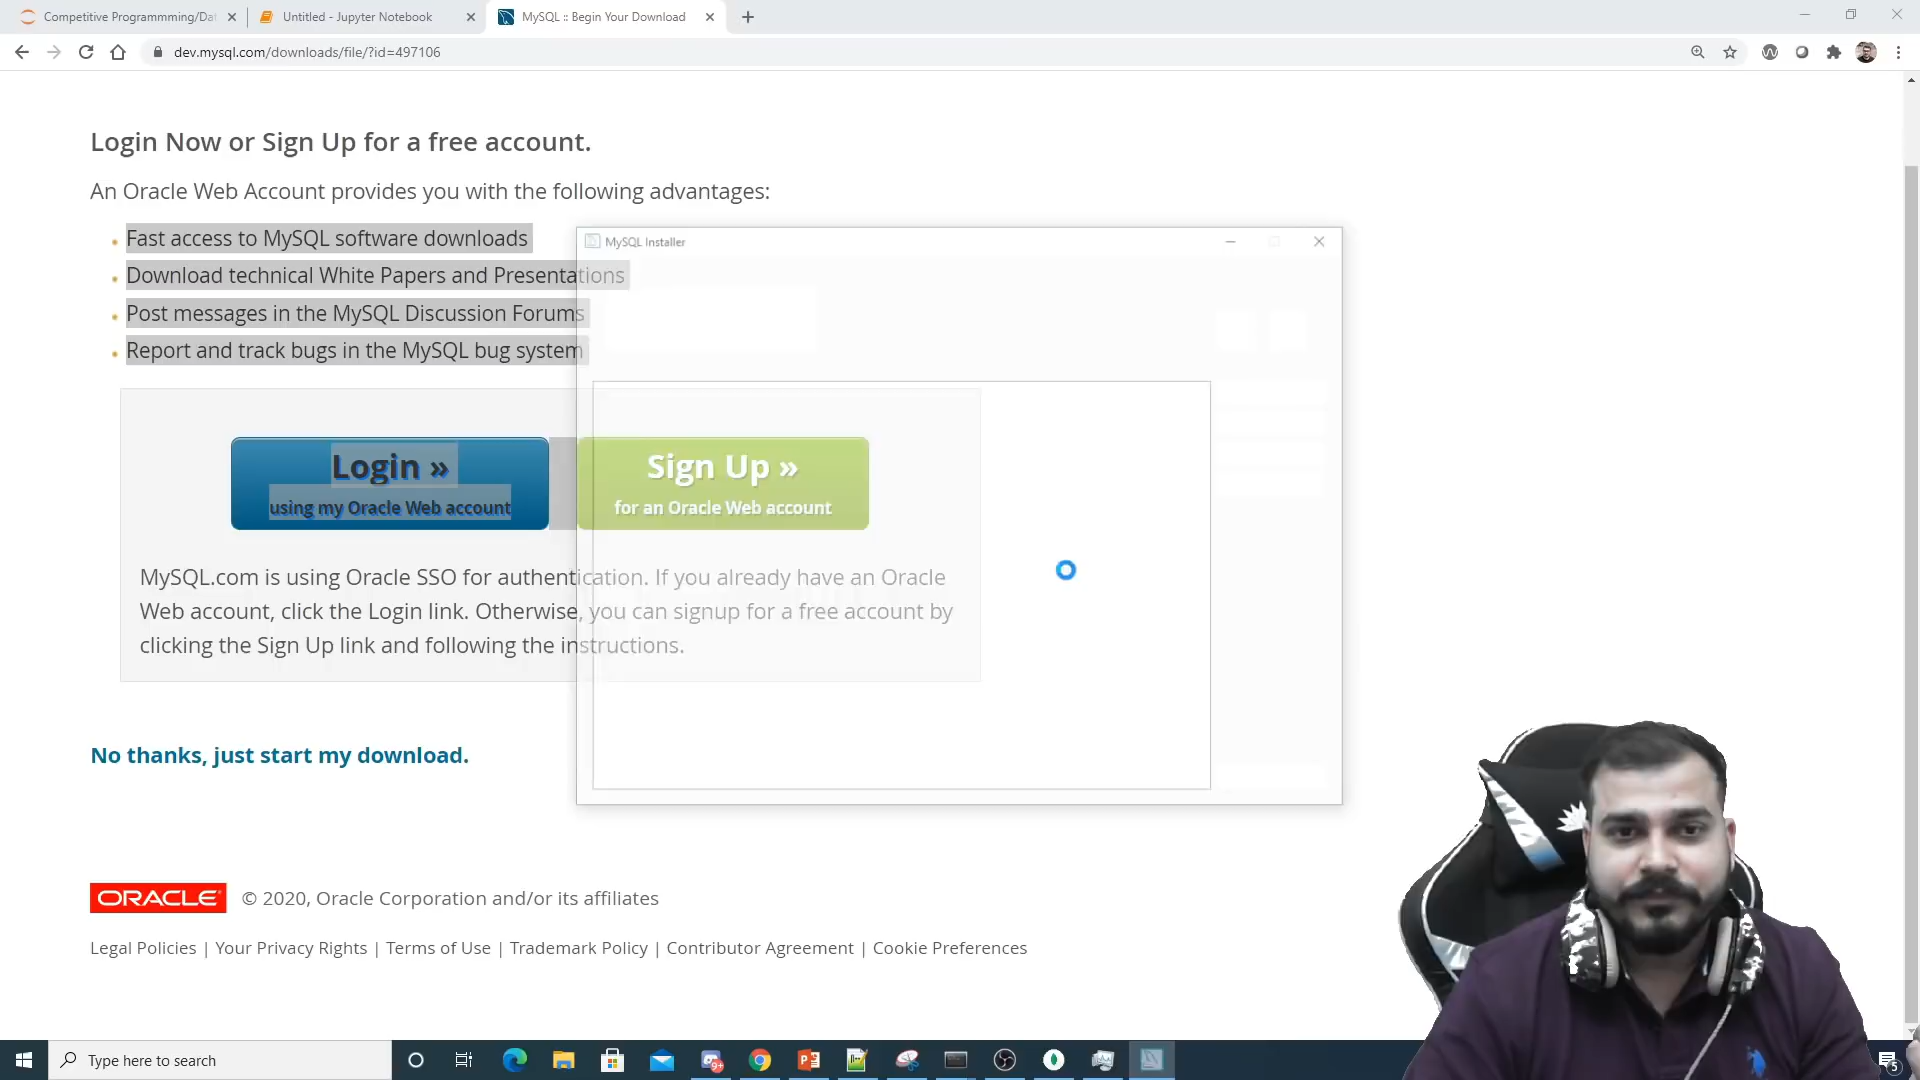 Competitive Programmming/Dat
Untitled - Jupyter Notebook
MySQL :: Begin Your Download
dev.mysql.com/downloads/file/?id=497106
Login Now or Sign Up for a free account.
An Oracle Web Account provides you with the following advantages:
Fast access to MySQL software downloads
Download technical White Papers and Presentations
Post messages in the MySQL Discussion Forums
Report and track bugs in the MySQL bug system
MySQL Installer
Login »
using my Oracle Web account
Sign Up »
for an Oracle Web account
MySQL.com is using Oracle SSO for authentication. If you already have an Oracle
Web account, click the Login link. Otherwise, you can signup for a free account by
clicking the Sign Up link and following the instructions.
No thanks, just start my download.
ORACLE © 2020, Oracle Corporation and/or its affiliates
Legal Policies | Your Privacy Rights | Terms of Use | Trademark Policy | Contributor Agreement | Cookie Preferences
Type here to search
9+
5